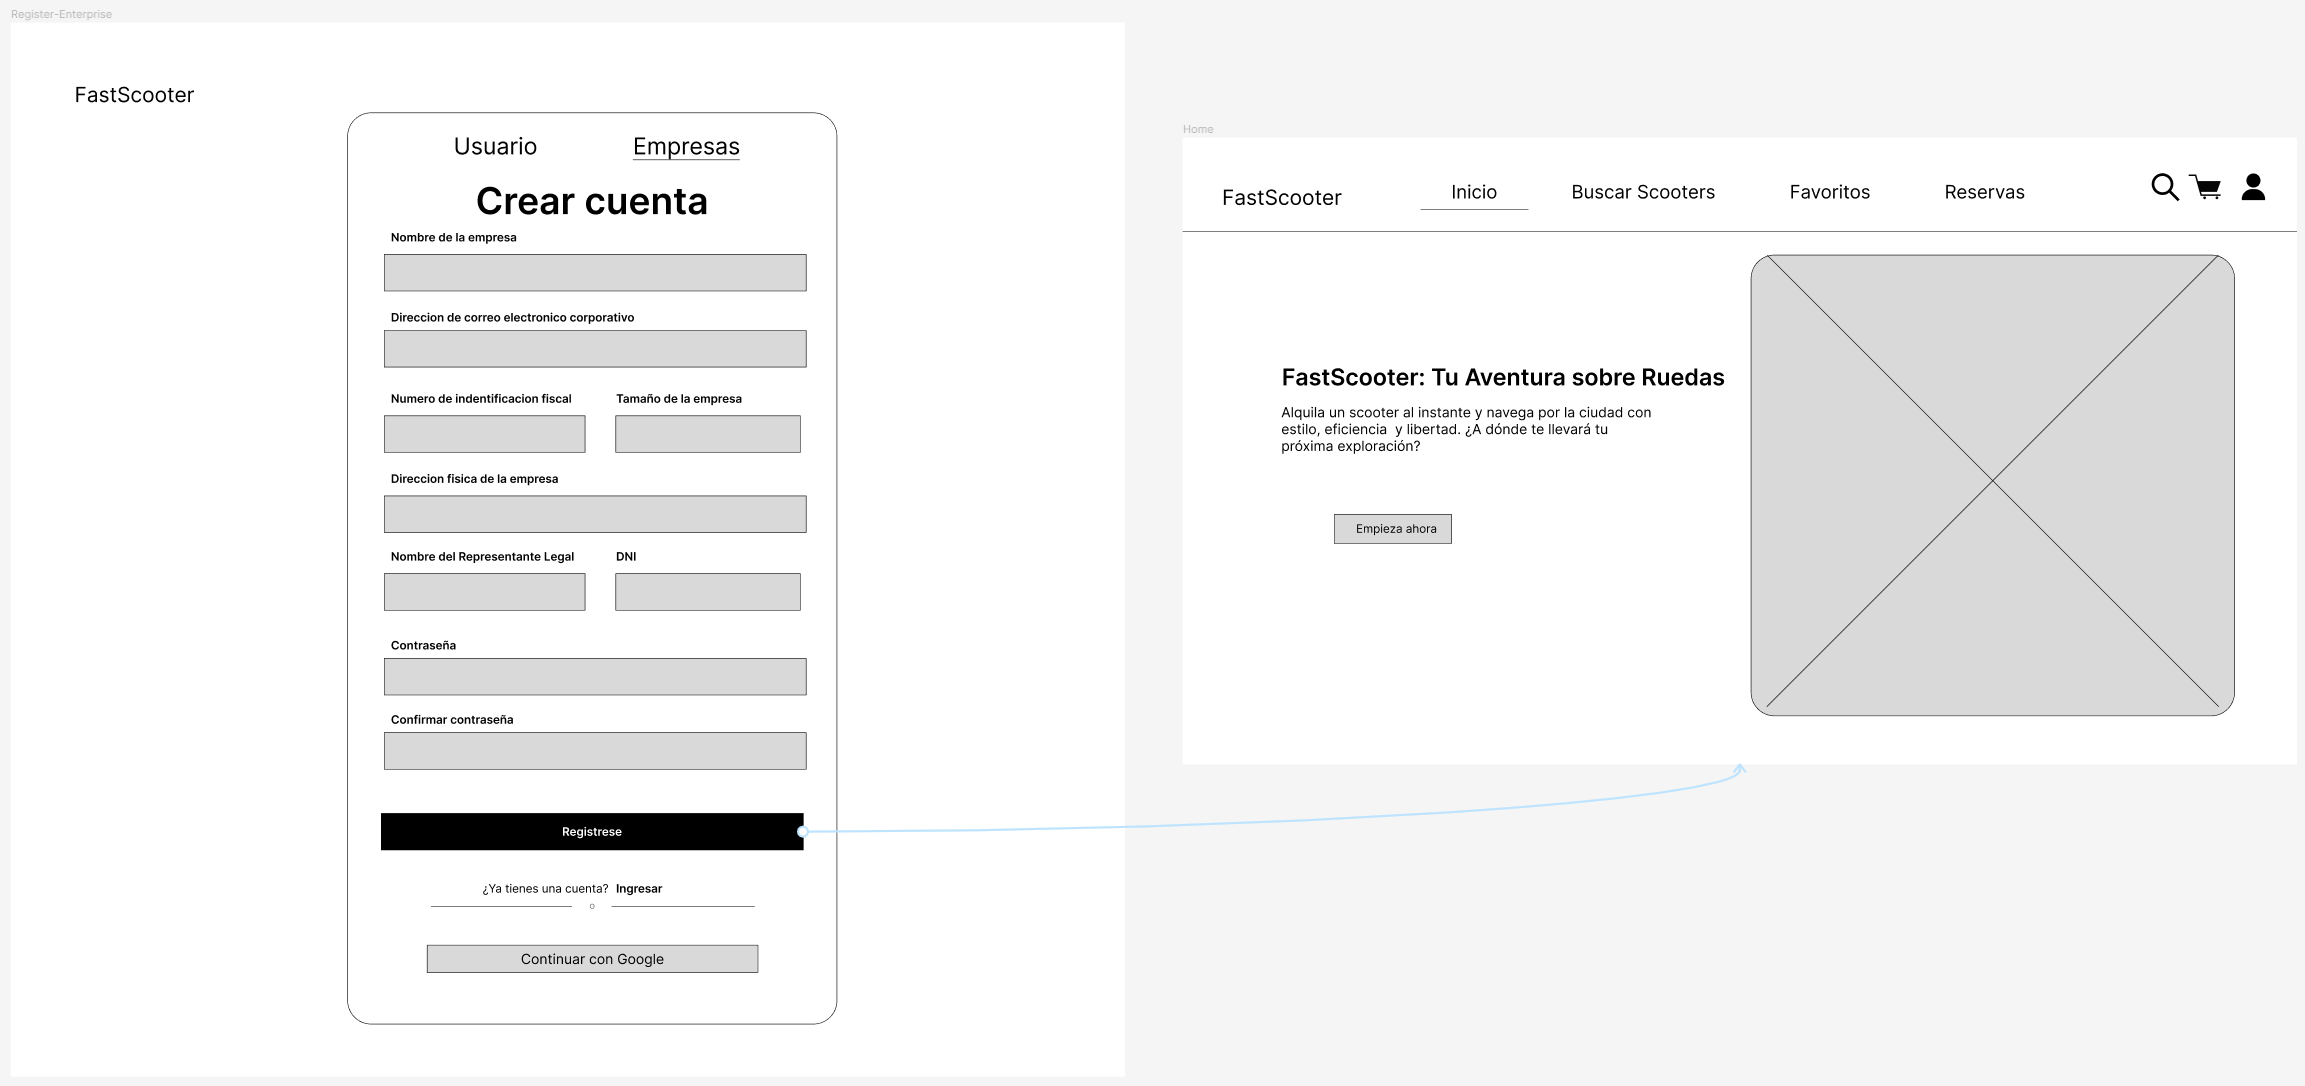 Register-Enterprise
FastScooter
Usuario
Empresas
Crear cuenta
Nombre de la empresa
Direccion de correo electronico corporativo
Numero de indentificacion fiscal
Tamaño de la empresa
Direccion fisica de la empresa
Nombre del Representante Legal
DNI
Contraseña
Confirmar contraseña
Registrese
¿Ya tienes una cuenta? Ingresar
o
Continuar con Google
Home
FastScooter
Inicio
Buscar Scooters
Favoritos
Reservas
FastScooter: Tu Aventura sobre Ruedas
Alquila un scooter al instante y navega por la ciudad con
estilo, eficiencia y libertad. ¿A dónde te llevará tu
próxima exploración?
Empieza ahora